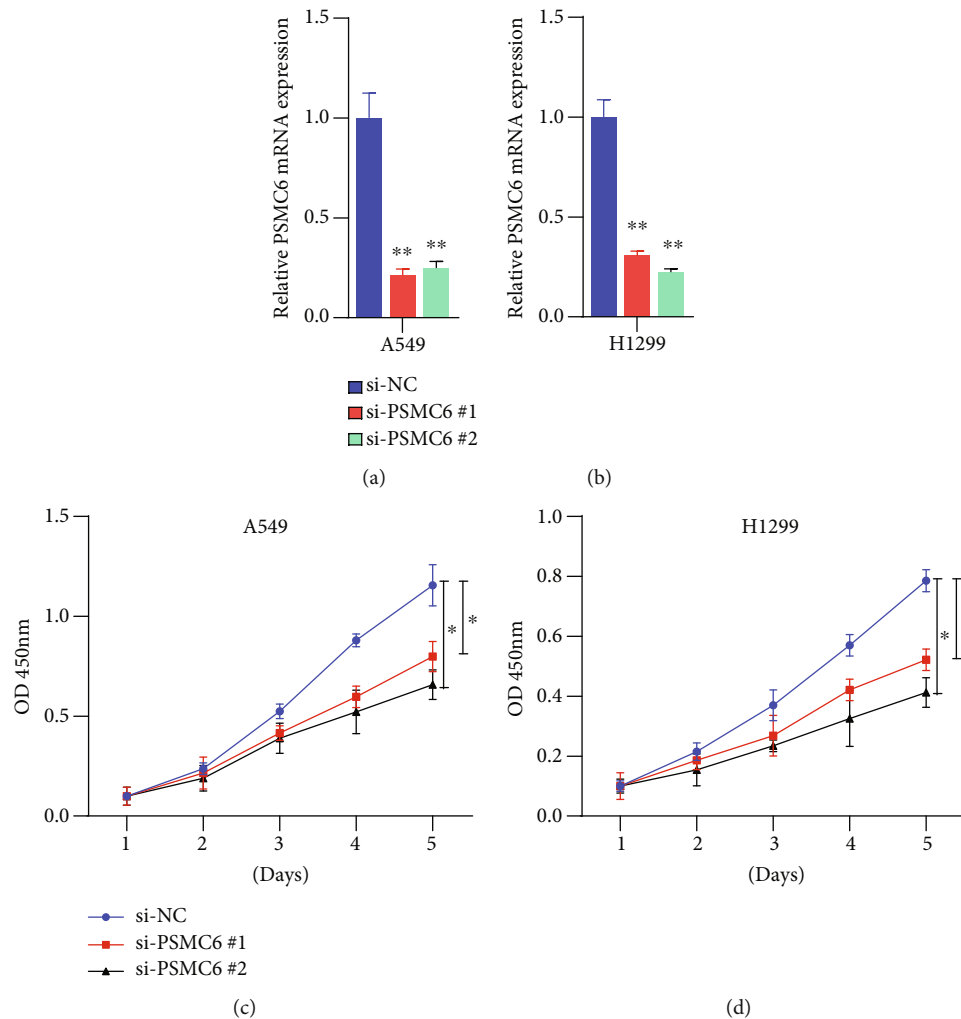 Relative PSMC6 mRNA expression
1.5
1.0
0.5
0.0
**
**
A549
Relative PSMC6 mRNA expression
1.5
1.0
0.5
0.0
**
**
H1299
si-NC
si-PSMC6 #1
si-PSMC6 #2
(a)
(b)
A549
OD 450nm
1.5
1.0
0.5
0.0
*
*
1 2 3 4 5
(Days)
si-NC
si-PSMC6 #1
si-PSMC6 #2
(c)
H1299
OD 450nm
1.0
0.8
0.6
0.4
0.2
0.0
*
1 2 3 4 5
(Days)
(d)